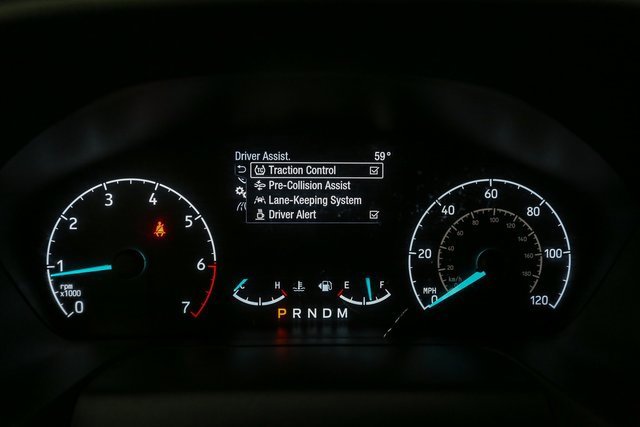 Driver Assist. 59°
Traction Control
Pre-Collision Assist
Lane-Keeping System
Driver Alert
0 1 2 3 4 5 6 7
rpm
x1000
C H
E F
P R N D M
0 20 40 60 80 100 120
MPH
km/h